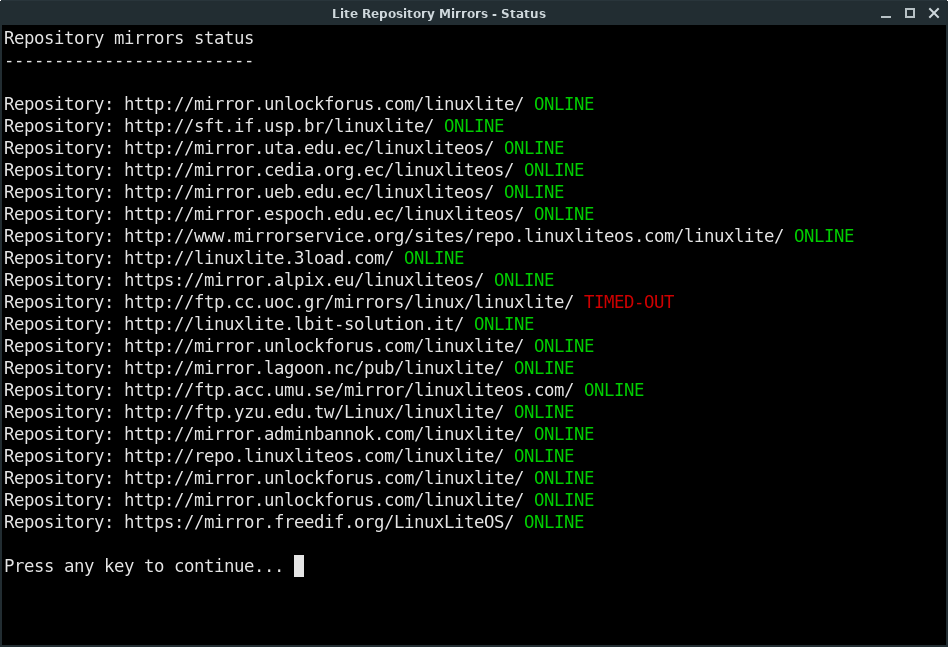 Lite Repository Mirrors - Status
Repository mirrors status
-------------------------
Repository: http://mirror.unlockforus.com/linuxlite/ ONLINE
Repository: http://sft.if.usp.br/linuxlite/ ONLINE
Repository: http://mirror.uta.edu.ec/linuxliteos/ ONLINE
Repository: http://mirror.cedia.org.ec/linuxliteos/ ONLINE
Repository: http://mirror.ueb.edu.ec/linuxliteos/ ONLINE
Repository: http://mirror.espoch.edu.ec/linuxliteos/ ONLINE
Repository: http://www.mirrorservice.org/sites/repo.linuxliteos.com/linuxlite/ ONLINE
Repository: http://linuxlite.3load.com/ ONLINE
Repository: https://mirror.alpix.eu/linuxliteos/ ONLINE
Repository: http://ftp.cc.uoc.gr/mirrors/linux/linuxlite/ TIMED-OUT
Repository: http://linuxlite.lbit-solution.it/ ONLINE
Repository: http://mirror.unlockforus.com/linuxlite/ ONLINE
Repository: http://mirror.lagoon.nc/pub/linuxlite/ ONLINE
Repository: http://ftp.acc.umu.se/mirror/linuxliteos.com/ ONLINE
Repository: http://ftp.yzu.edu.tw/Linux/linuxlite/ ONLINE
Repository: http://mirror.adminbannok.com/linuxlite/ ONLINE
Repository: http://repo.linuxliteos.com/linuxlite/ ONLINE
Repository: http://mirror.unlockforus.com/linuxlite/ ONLINE
Repository: http://mirror.unlockforus.com/linuxlite/ ONLINE
Repository: https://mirror.freedif.org/LinuxLiteOS/ ONLINE
Press any key to continue...